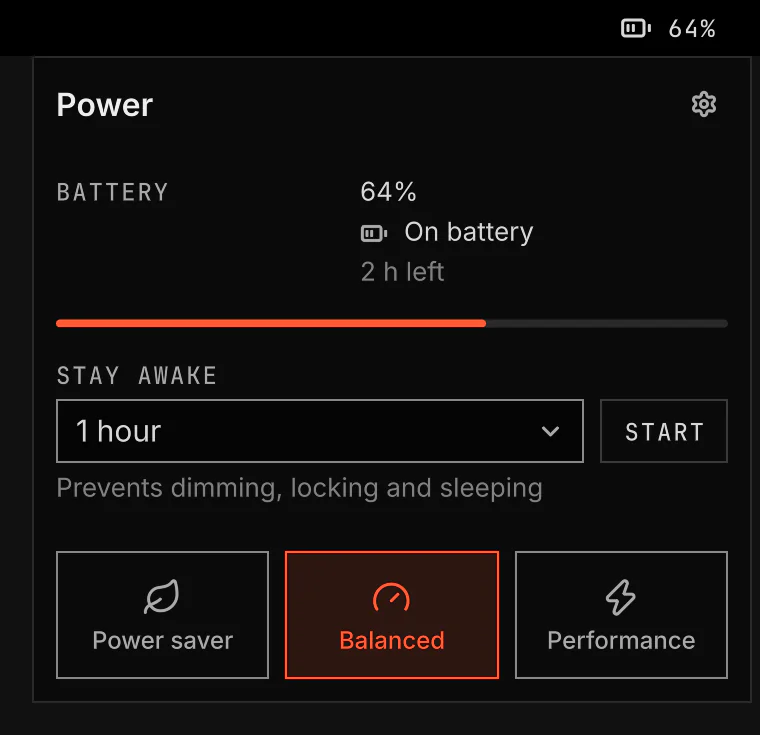 64%
Power
BATTERY
64%
On battery
2 h left
STAY AWAKE
1 hour
START
Prevents dimming, locking and sleeping
Power saver
Balanced
Performance